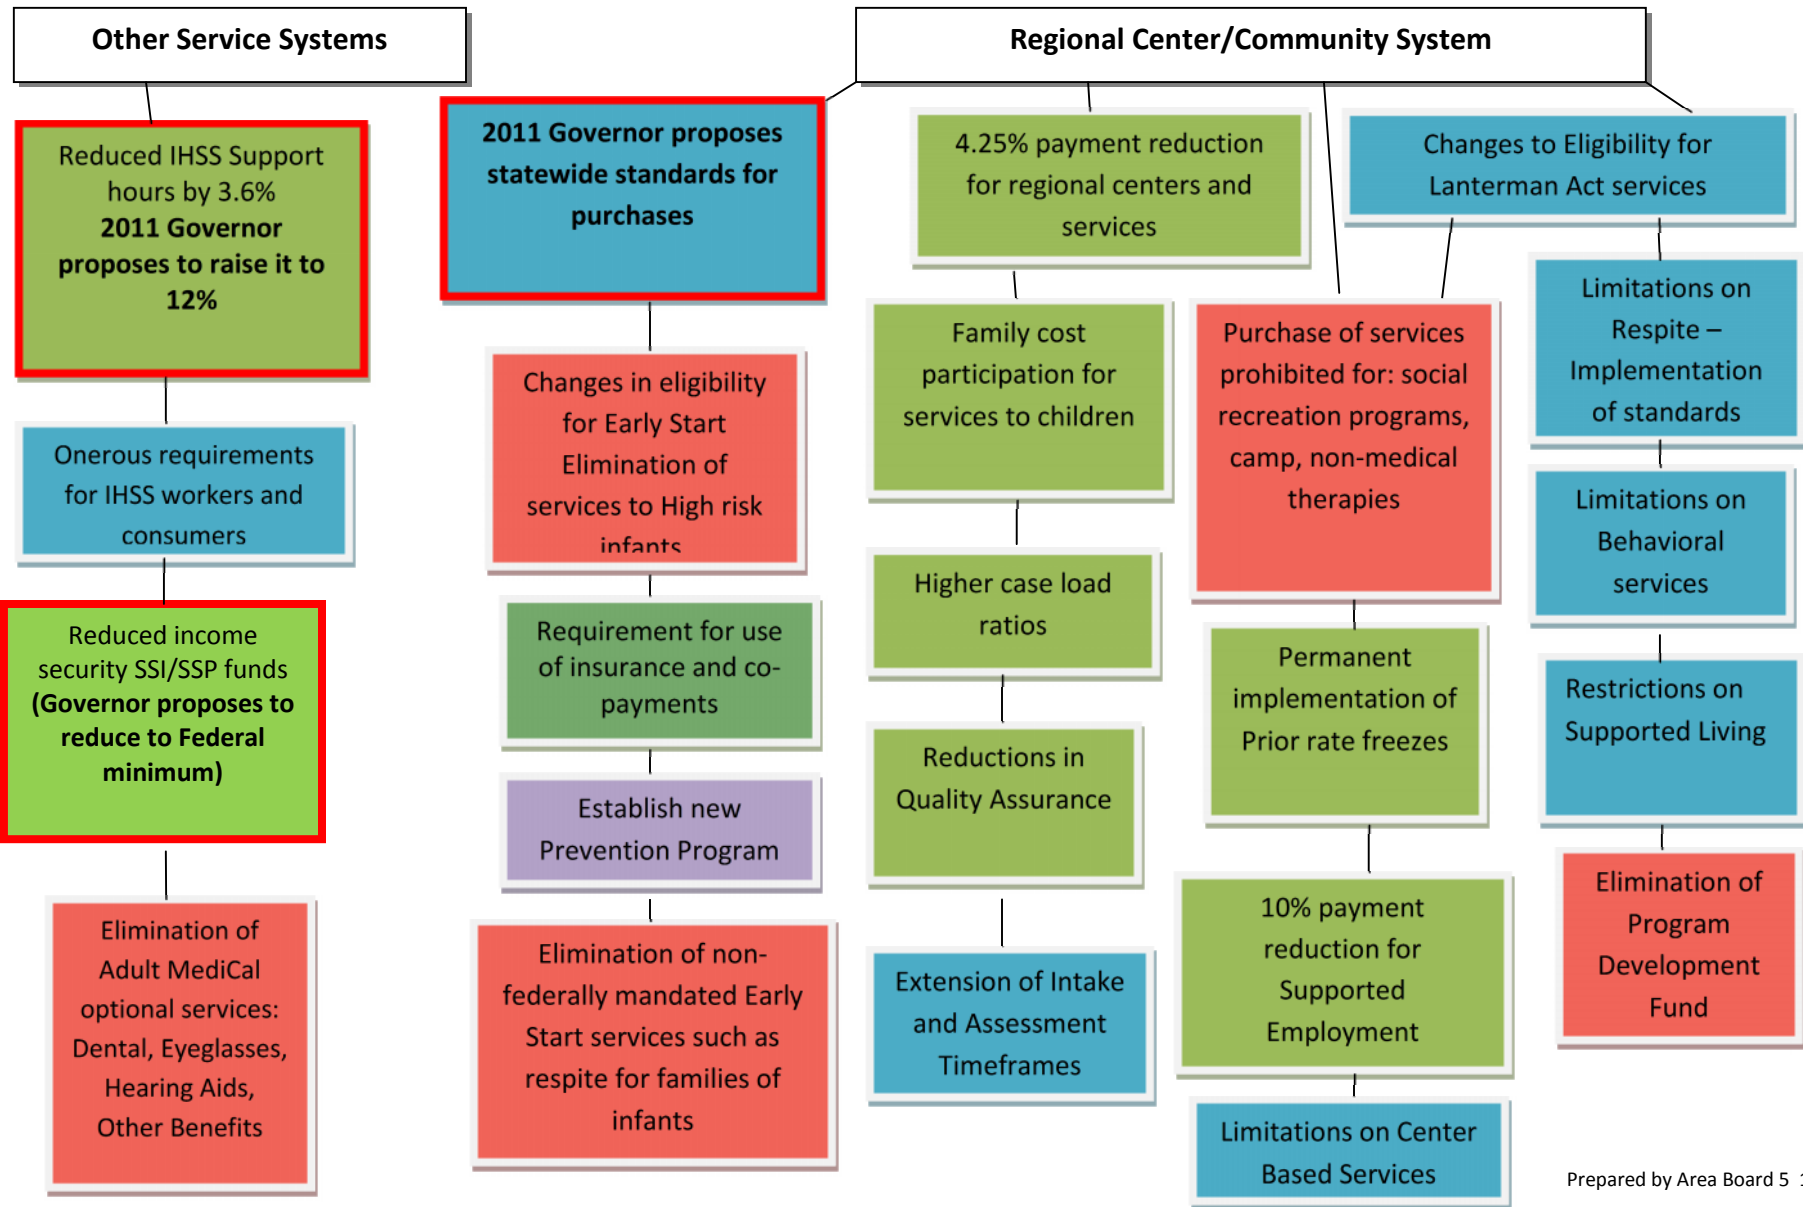 Other Service Systems
Regional Center/Community System
Reduced IHSS Support
hours by 3.6%
2011 Governor
proposes to raise it to
12%
Onerous requirements
for IHSS workers and
consumers
Reduced income
security SSI/SSP funds
(Governor proposes to
reduce to Federal
minimum)
Elimination of
Adult MediCal
optional services:
Dental, Eyeglasses,
Hearing Aids,
Other Benefits
2011 Governor proposes
statewide standards for
purchases
Changes in eligibility
for Early Start
Elimination of
services to High risk
infants
Requirement for use
of insurance and co-
payments
Establish new
Prevention Program
Elimination of non-
federally mandated Early
Start services such as
respite for families of
infants
4.25% payment reduction
for regional centers and
services
Family cost
participation for
services to children
Higher case load
ratios
Reductions in
Quality Assurance
Extension of Intake
and Assessment
Timeframes
Purchase of services
prohibited for: social
recreation programs,
camp, non-medical
therapies
Permanent
implementation of
Prior rate freezes
10% payment
reduction for
Supported
Employment
Limitations on Center
Based Services
Changes to Eligibility for
Lanterman Act services
Limitations on
Respite –
Implementation
of standards
Limitations on
Behavioral
services
Restrictions on
Supported Living
Elimination of
Program
Development
Fund
Prepared by Area Board 5 1